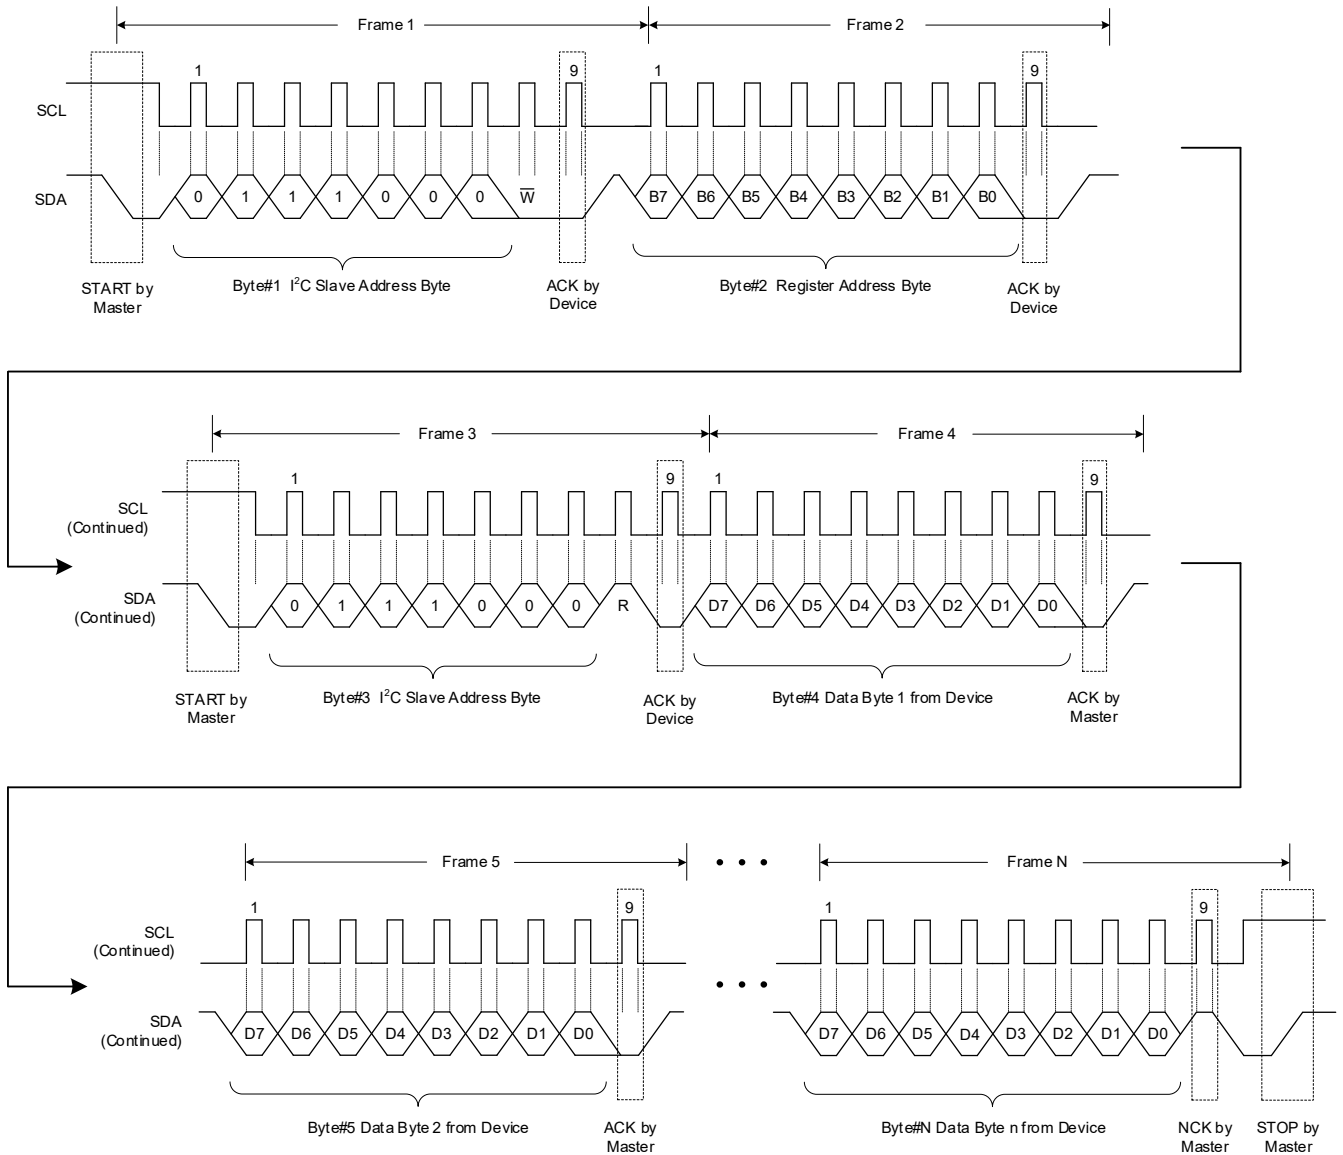 Frame 1 Frame 2
1 9 1 9
SCL
SDA 0 1 1 1 0 0 0 W̅ B7 B6 B5 B4 B3 B2 B1 B0
Byte#1 I²C Slave Address Byte Byte#2 Register Address Byte
START by
Master
ACK by
Device
ACK by
Device
Frame 3 Frame 4
1 9 1 9
SCL
(Continued)
SDA
(Continued)
0 1 1 1 0 0 0 R D7 D6 D5 D4 D3 D2 D1 D0
Byte#3 I²C Slave Address Byte Byte#4 Data Byte 1 from Device
START by
Master
ACK by
Device
ACK by
Master
Frame 5 • • • Frame N
1 9 1 9
SCL
(Continued)
• • •
SDA
(Continued)
D7 D6 D5 D4 D3 D2 D1 D0 D7 D6 D5 D4 D3 D2 D1 D0
Byte#5 Data Byte 2 from Device Byte#N Data Byte n from Device
ACK by
Master
NCK by
Master
STOP by
Master